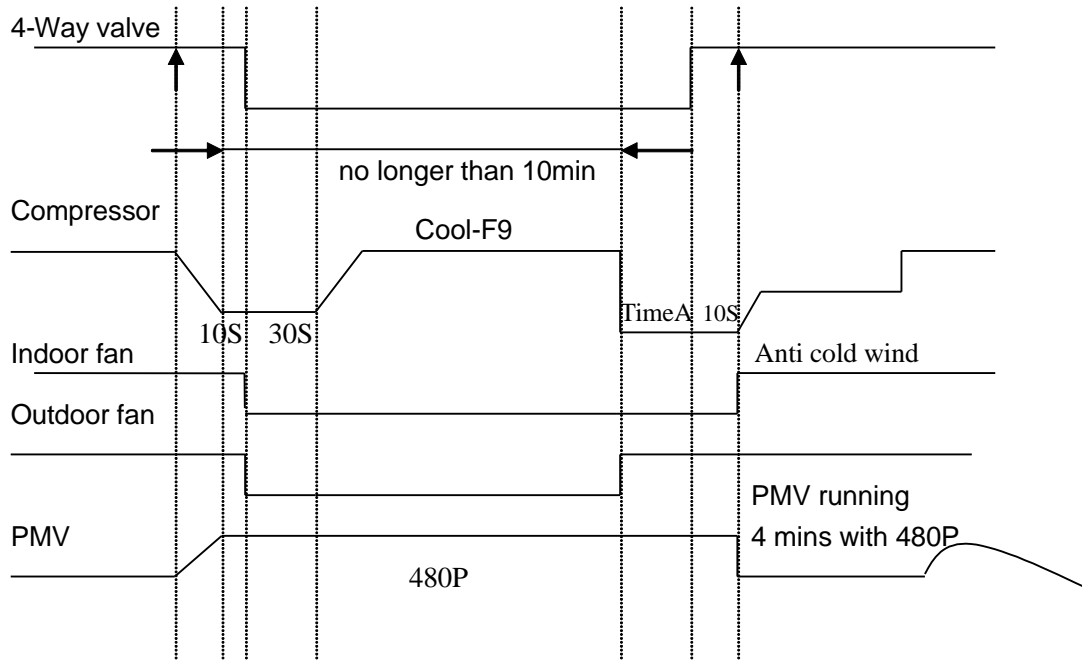 4-Way valve
no longer than 10min
Compressor
Cool-F9
10S 30S
TimeA 10S
Indoor fan
Anti cold wind
Outdoor fan
PMV
480P
PMV running
4 mins with 480P